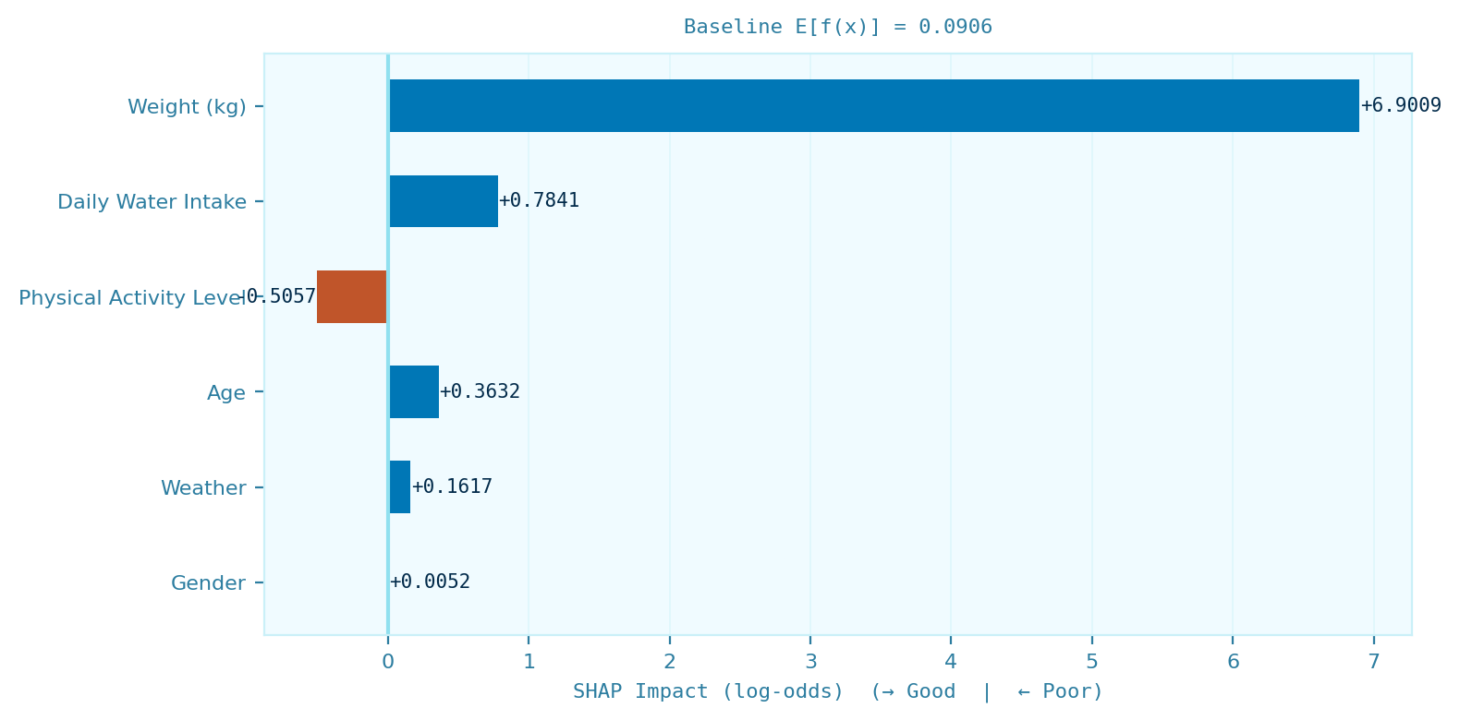 Baseline E[f(x)] = 0.0906
Weight (kg) +6.9009
Daily Water Intake +0.7841
Physical Activity Level -0.5057
Age +0.3632
Weather +0.1617
Gender +0.0052
0 1 2 3 4 5 6 7
SHAP Impact (log-odds) (→ Good | ← Poor)